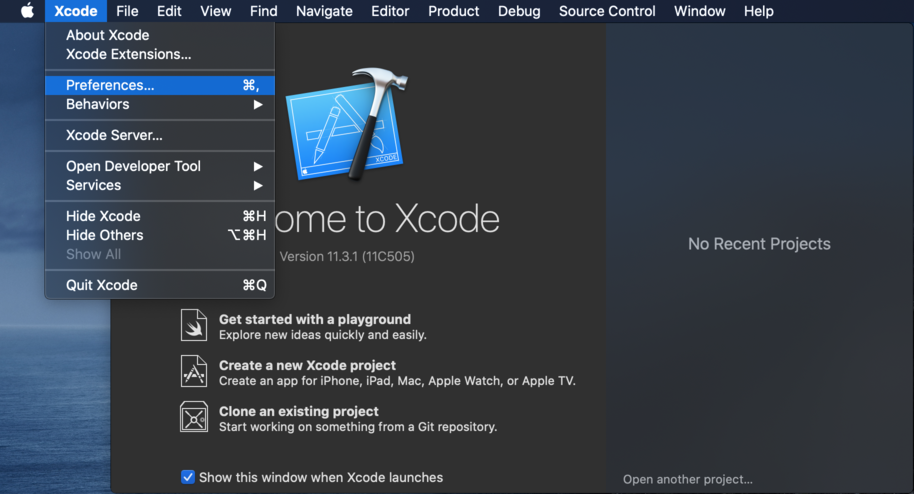 Xcode File Edit View Find Navigate Editor Product Debug Source Control Window Help
About Xcode
Xcode Extensions...
Preferences... ⌘,
Behaviors ▶
Xcode Server...
Open Developer Tool ▶
Services ▶
Hide Xcode ⌘H
Hide Others ⌥⌘H
Show All
Quit Xcode ⌘Q
XCODE
ome to Xcode
Version 11.3.1 (11C505)
Get started with a playground
Explore new ideas quickly and easily.
Create a new Xcode project
Create an app for iPhone, iPad, Mac, Apple Watch, or Apple TV.
Clone an existing project
Start working on something from a Git repository.
Show this window when Xcode launches
No Recent Projects
Open another project...